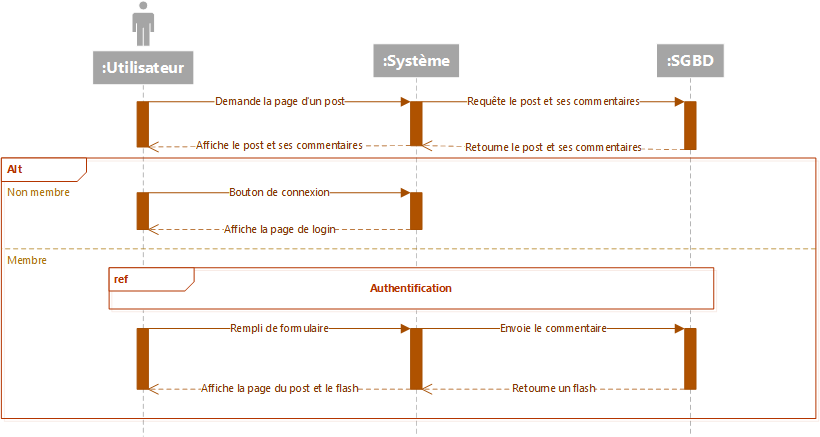 :Utilisateur
:Système
:SGBD
Demande la page d'un post
Requête le post et ses commentaires
Affiche le post et ses commentaires
Retourne le post et ses commentaires
Alt
Non membre
Bouton de connexion
Affiche la page de login
Membre
ref
Authentification
Rempli de formulaire
Envoie le commentaire
Affiche la page du post et le flash
Retourne un flash